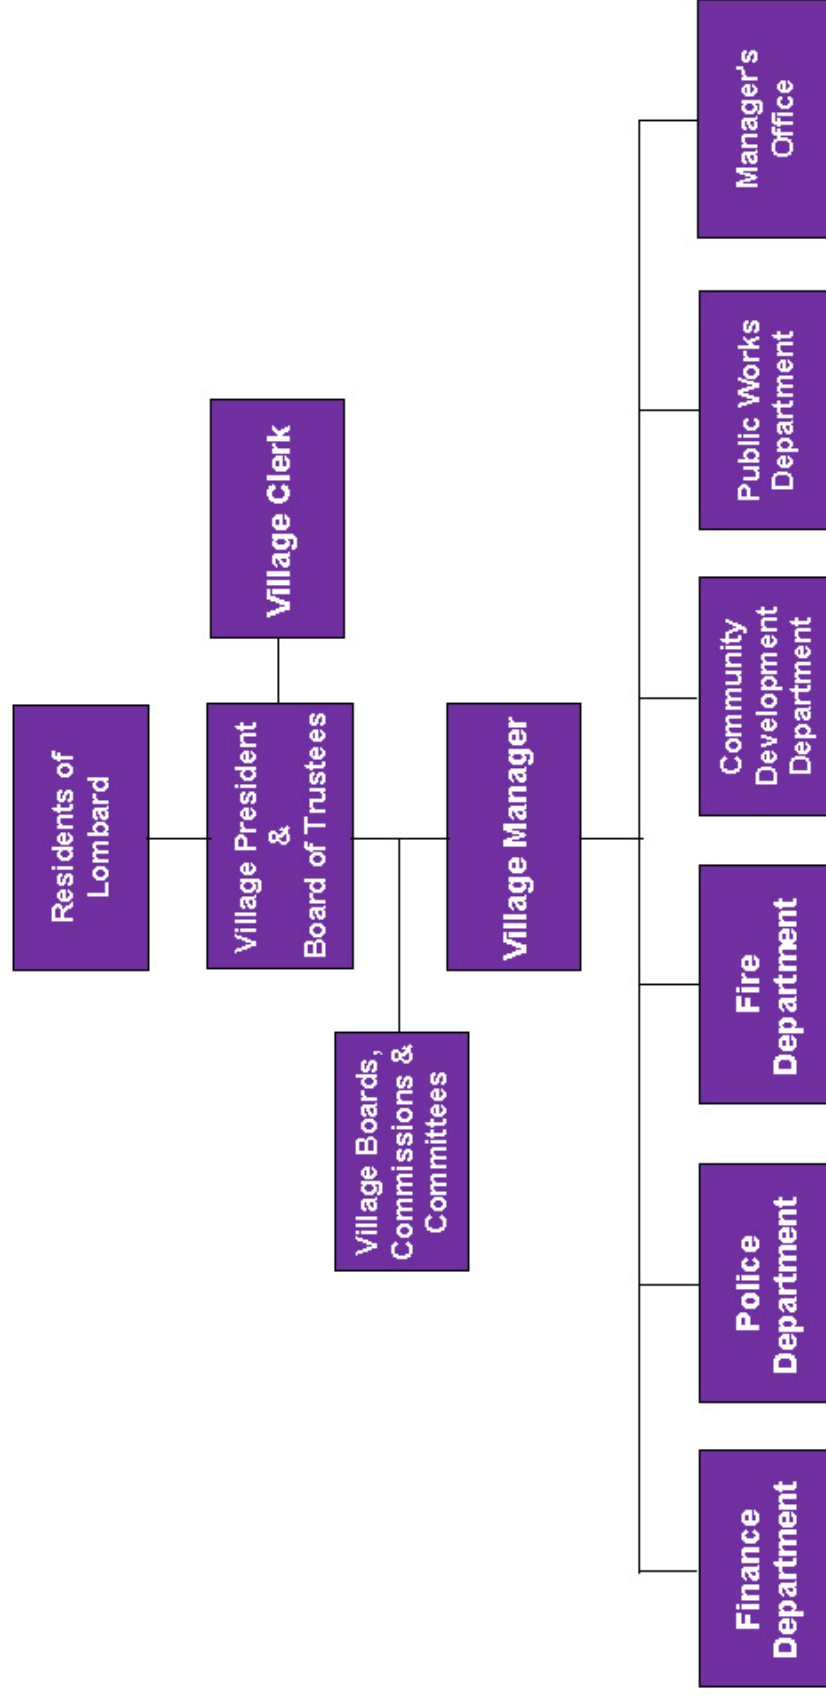 Residents of
Lombard
Village President
&
Board of Trustees
Village Clerk
Village Boards,
Commissions &
Committees
Village Manager
Finance
Department
Police
Department
Fire
Department
Community
Development
Department
Public Works
Department
Manager's
Office